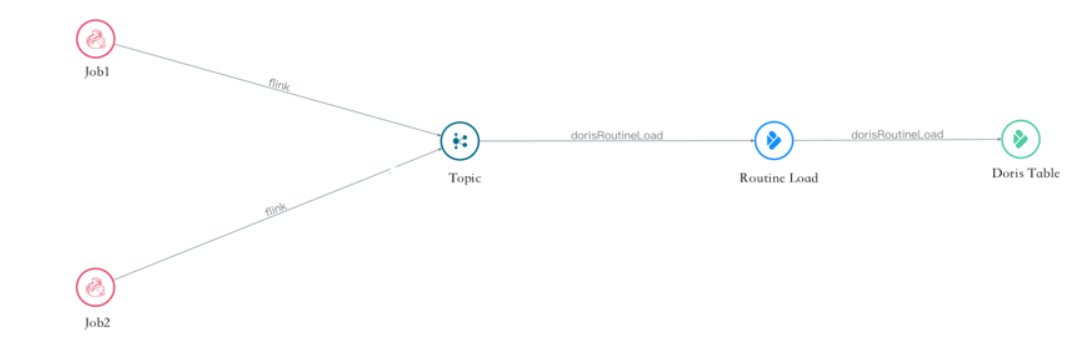 Job1
flink
Topic
dorisRoutineLoad
Routine Load
dorisRoutineLoad
Doris Table
flink
Job2